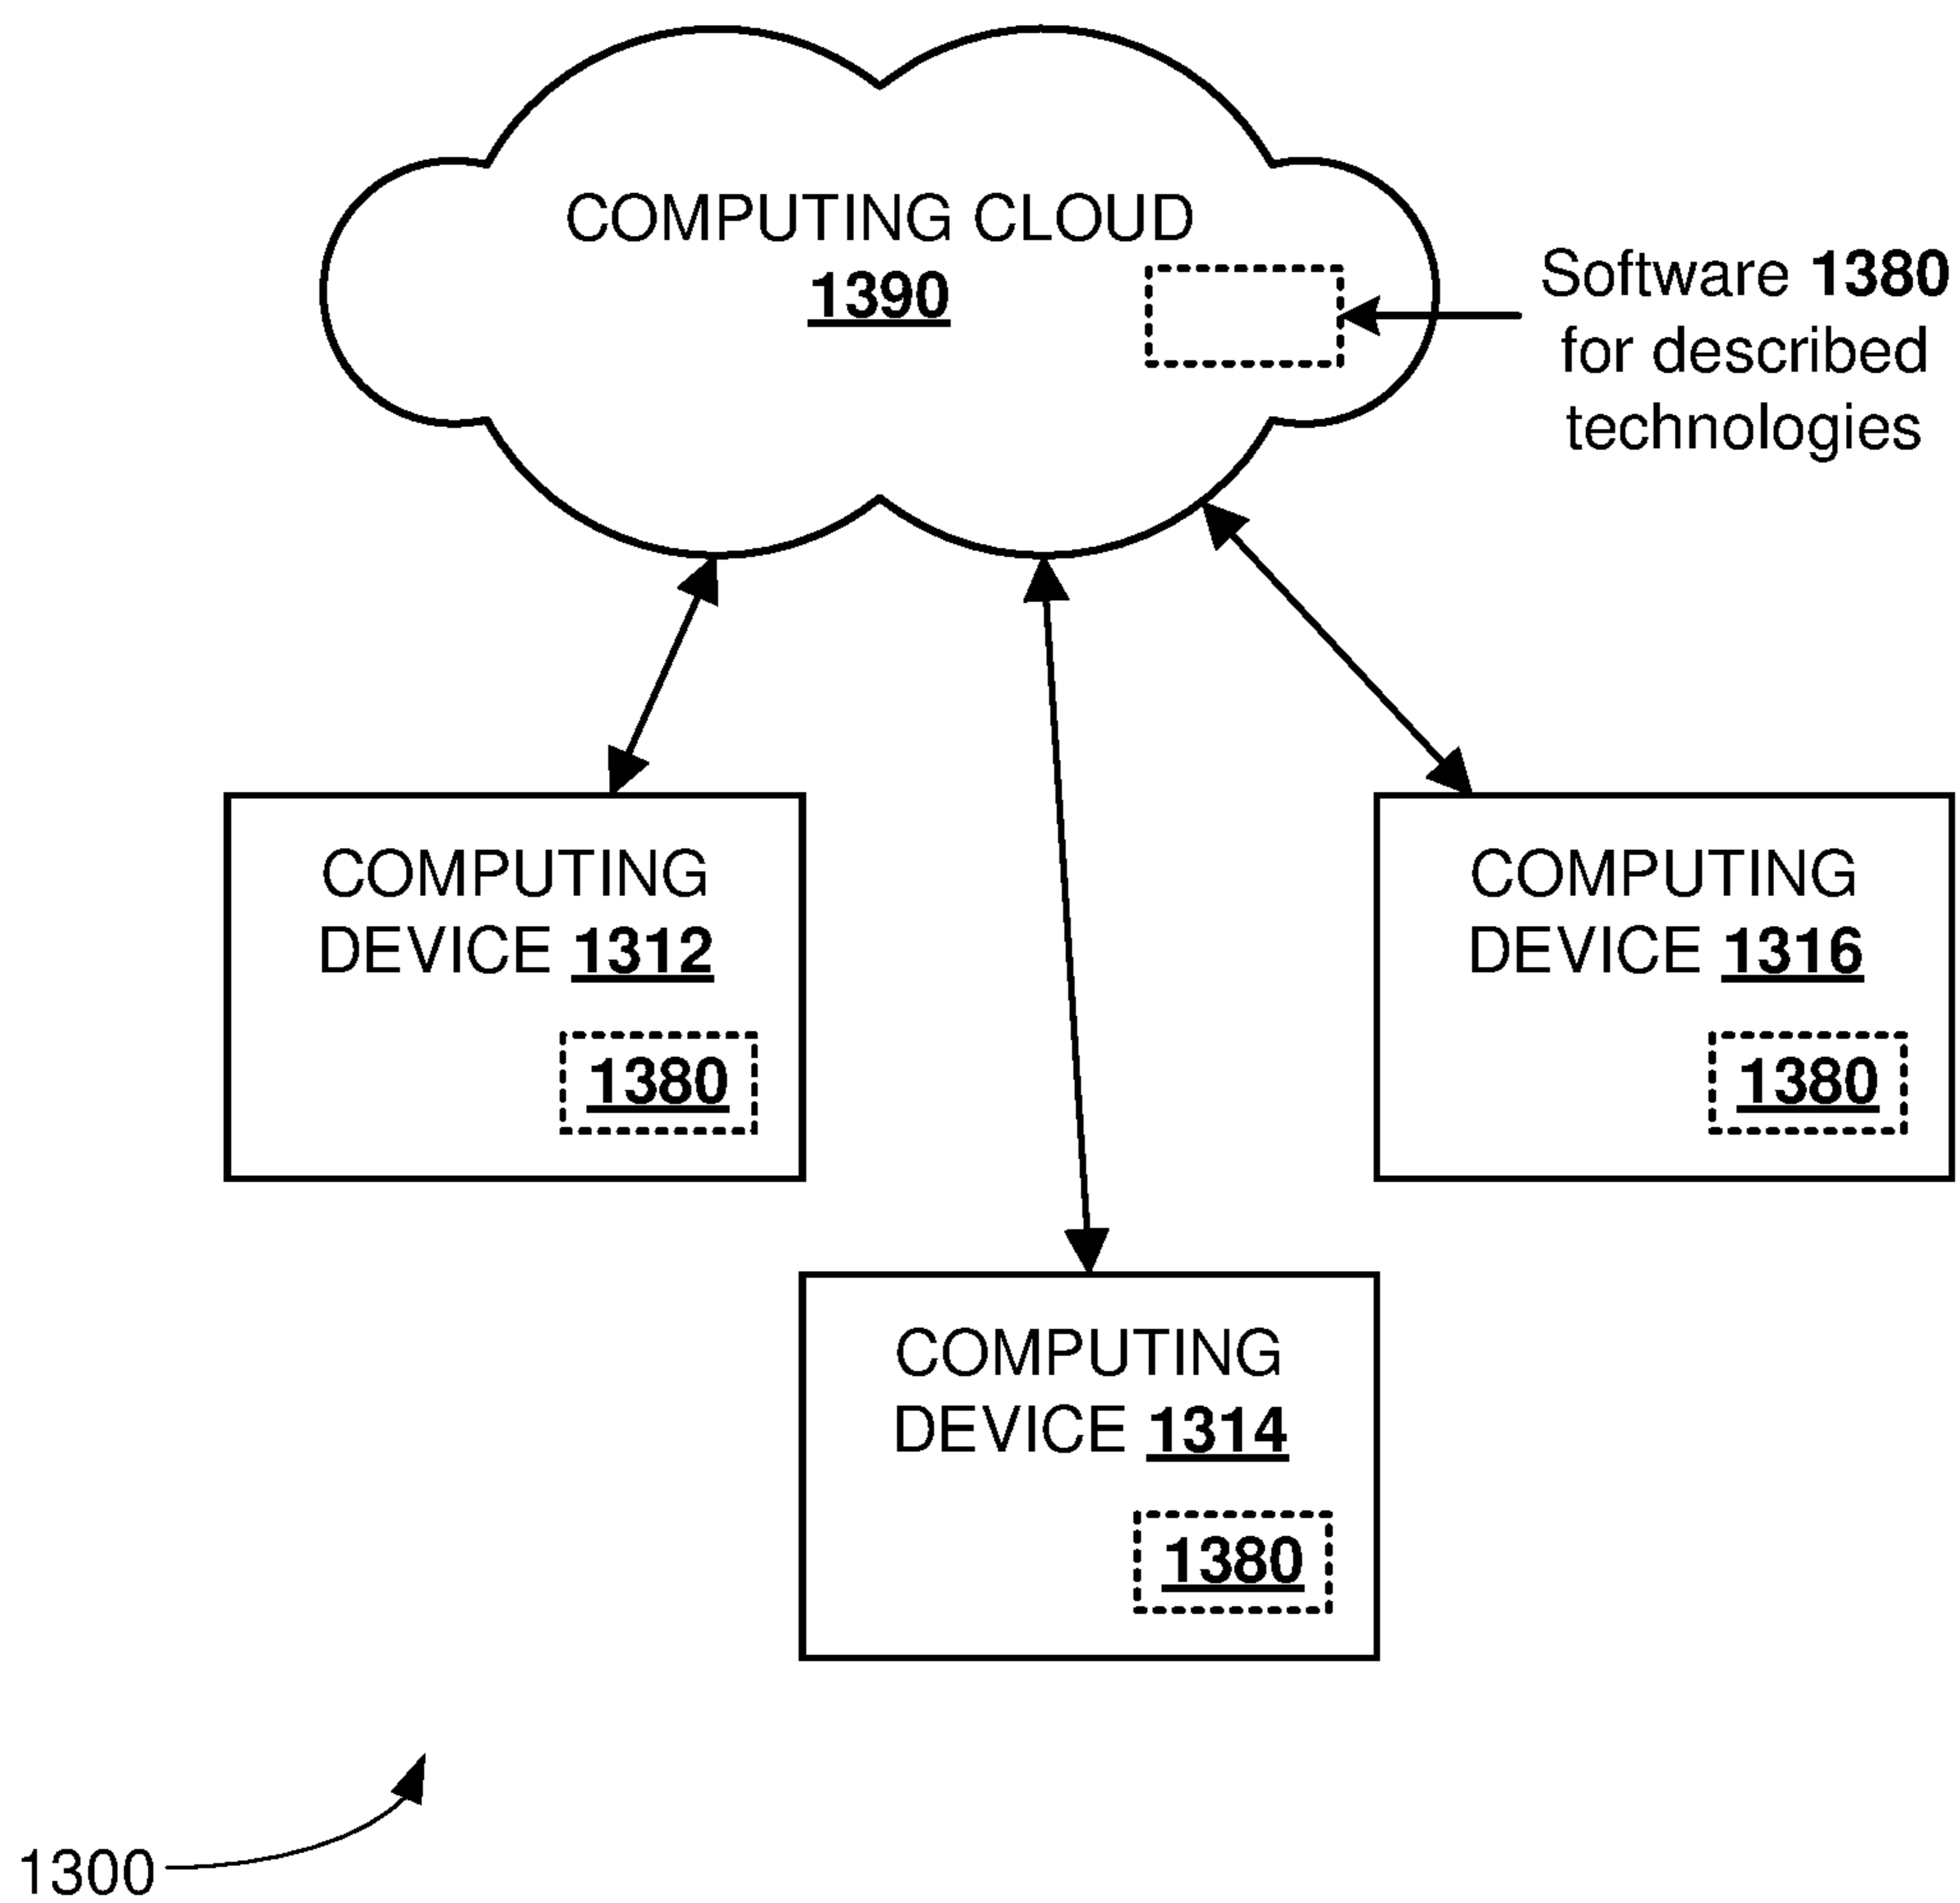 COMPUTING CLOUD
1390
Software 1380
for described
technologies
COMPUTING
DEVICE 1312
1380
COMPUTING
DEVICE 1316
1380
COMPUTING
DEVICE 1314
1380
1300